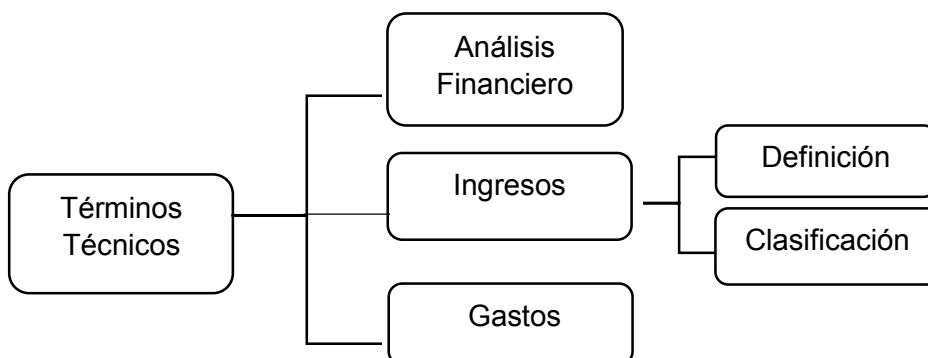 Términos
Técnicos
Análisis
Financiero
Ingresos
Gastos
Definición
Clasificación